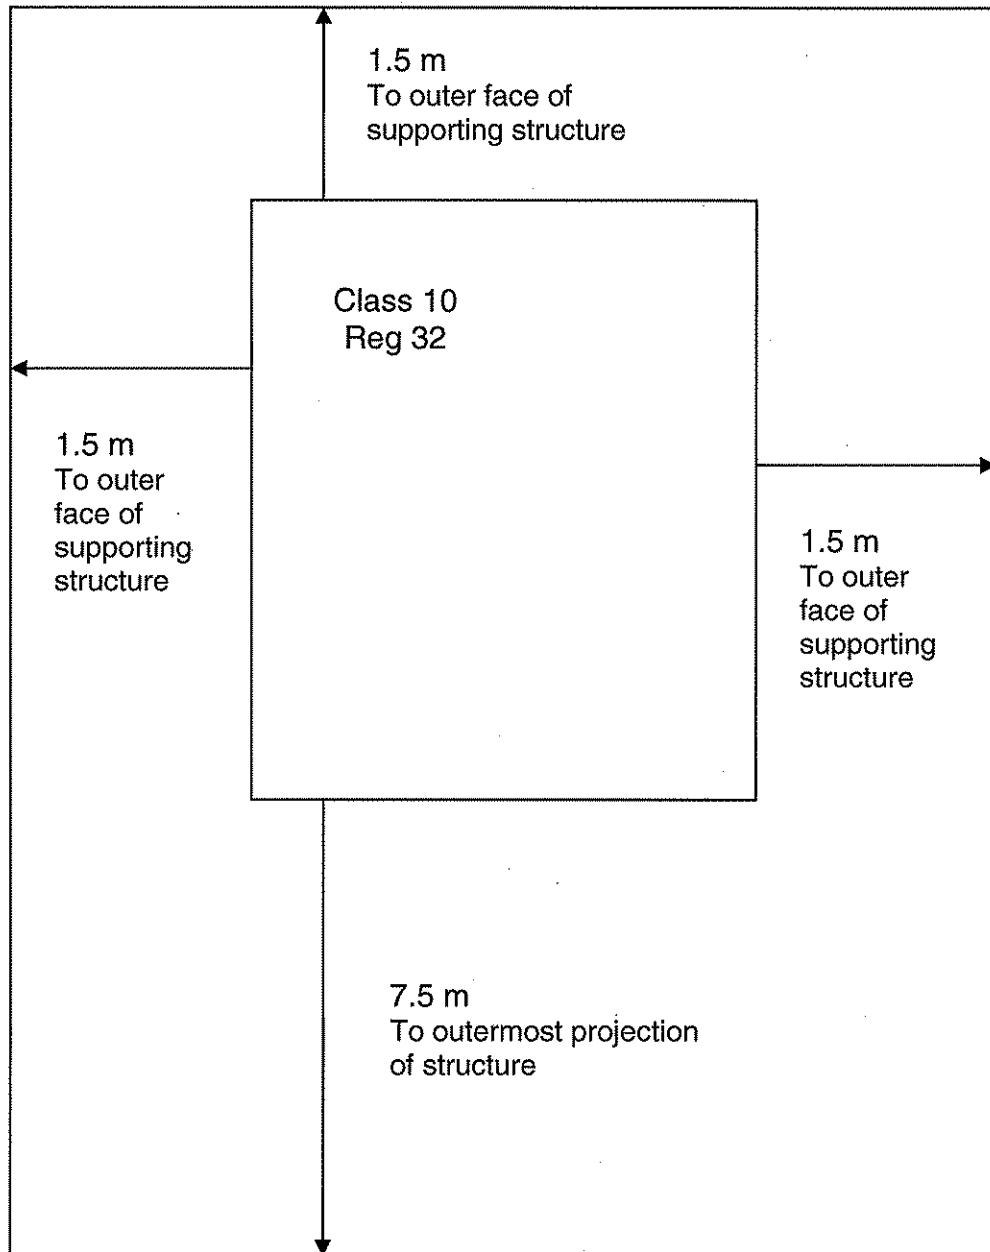 1.5 m
To outer face of
supporting structure
Class 10
Reg 32
1.5 m
To outer
face of
supporting
structure
1.5 m
To outer
face of
supporting
structure
7.5 m
To outermost projection
of structure